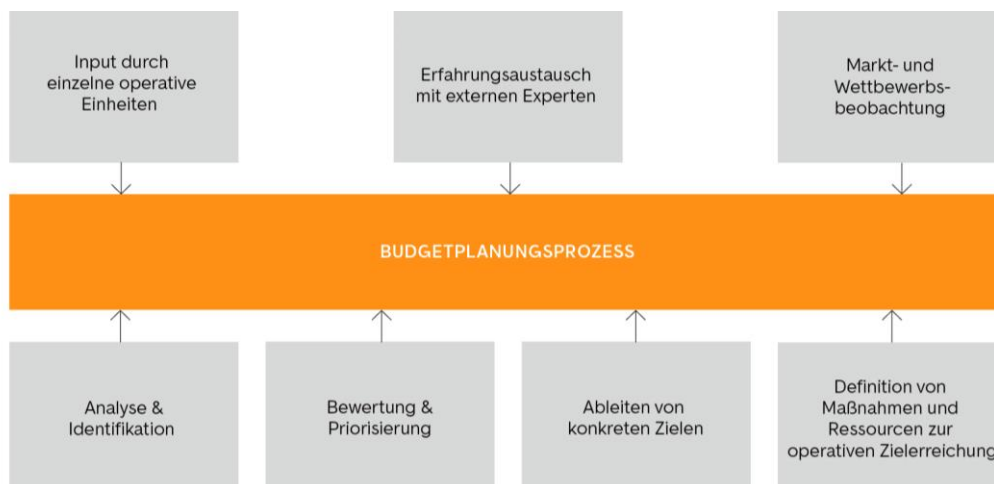 Input durch
einzelne operative
Einheiten
Erfahrungsaustausch
mit externen Experten
Markt- und
Wettbewerbs-
beobachtung
BUDGETPLANUNGSPROZESS
Analyse &
Identifikation
Bewertung &
Priorisierung
Ableiten von
konkreten Zielen
Definition von
Maßnahmen und
Ressourcen zur
operativen Zielerreichung